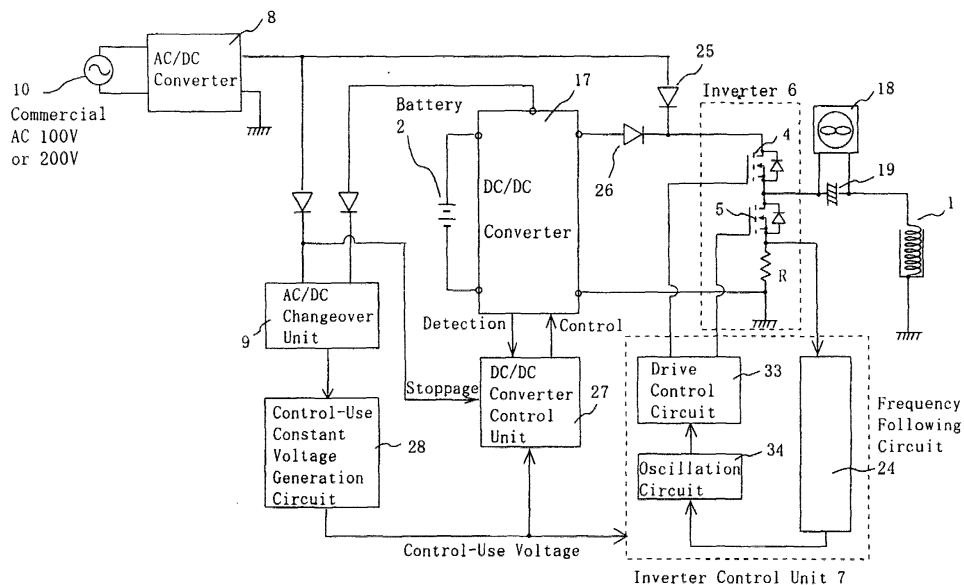 8
AC/DC
Converter
10
Commercial
AC 100V
or 200V
Battery
2
17
DC/DC
Converter
25
26
Inverter 6
4
5
R
18
19
1
AC/DC
Changeover
Unit
9
Detection
Control
Stoppage
DC/DC
Converter
Control
Unit
27
Control-Use
Constant
Voltage
Generation
Circuit
28
Drive
Control
Circuit
33
Oscillation
Circuit
34
Frequency
Following
Circuit
24
Control-Use Voltage
Inverter Control Unit 7